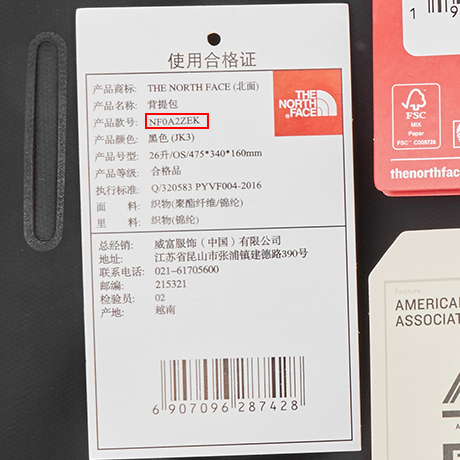 使用合格证
产品商标: THE NORTH FACE (北面)
产品名称: 背提包
产品款号: NF0A2ZEK
产品颜色: 黑色 (JK3)
产品号型: 26升/OS/475*340*160mm
产品等级: 合格品
执行标准: Q/320583 PYVF004-2016
面 料: 织物(聚酯纤维/锦纶)
里 料: 织物(锦纶)
THE
NORTH
FACE
总经销: 威富服饰（中国）有限公司
地址: 江苏省昆山市张浦镇建德路390号
联系电话: 021-61705600
邮编: 215321
检验员: 02
产地: 越南
6 907096 287428
1 9
FSC
MIX
Paper
FSC™ C008725
thenorthfac
Feature
AMERICAN
ASSOCIAT